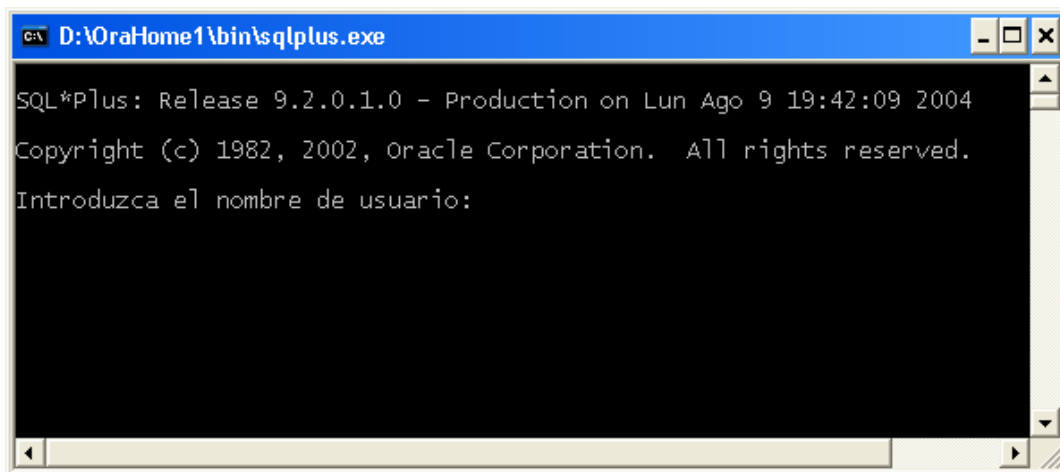 D:\OraHome1\bin\sqlplus.exe
SQL*Plus: Release 9.2.0.1.0 - Production on Lun Ago 9 19:42:09 2004
Copyright (c) 1982, 2002, Oracle Corporation.  All rights reserved.
Introduzca el nombre de usuario: